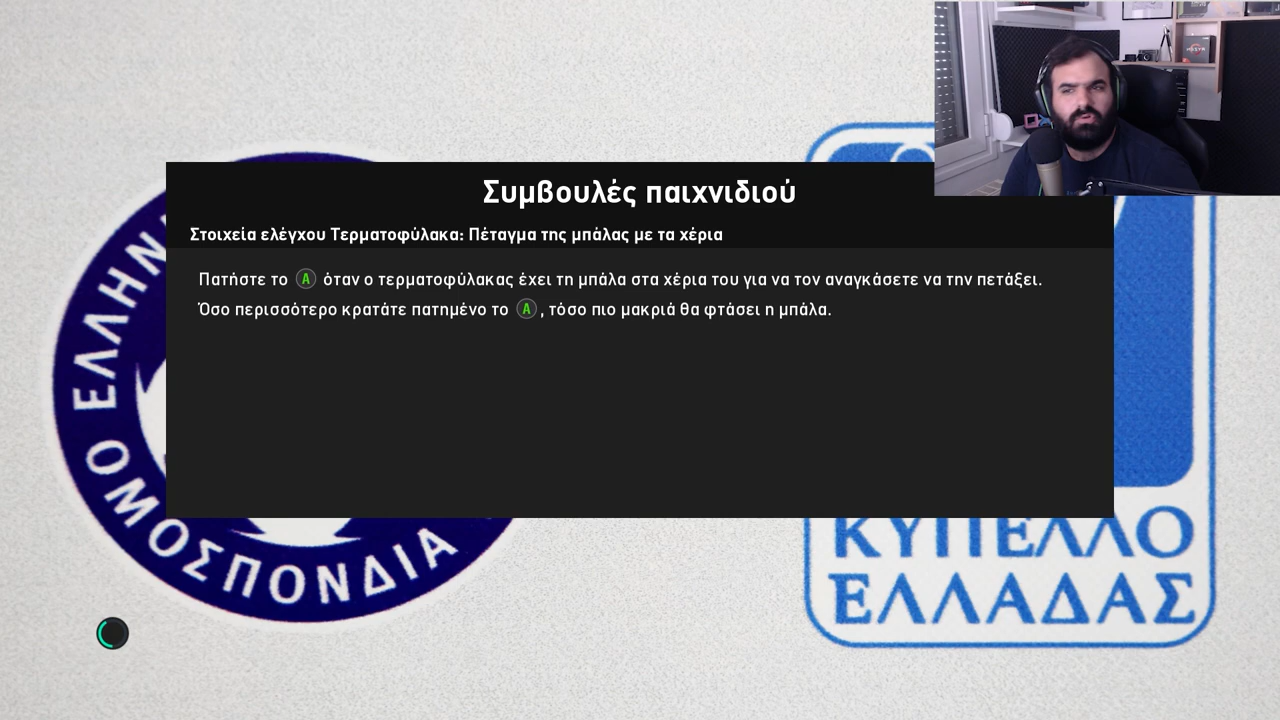 Συμβουλές παιχνιδιού
Στοιχεία ελέγχου Τερματοφύλακα: Πέταγμα της μπάλας με τα χέρια
Πατήστε το A όταν ο τερματοφύλακας έχει τη μπάλα στα χέρια του για να τον αναγκάσετε να την πετάξει.
Όσο περισσότερο κρατάτε πατημένο το A, τόσο πιο μακριά θα φτάσει η μπάλα.
ΟΜΟΣΠΟΝΔΙΑ
ΚΥΠΕΛΛΟ
ΕΛΛΑΔΑΣ